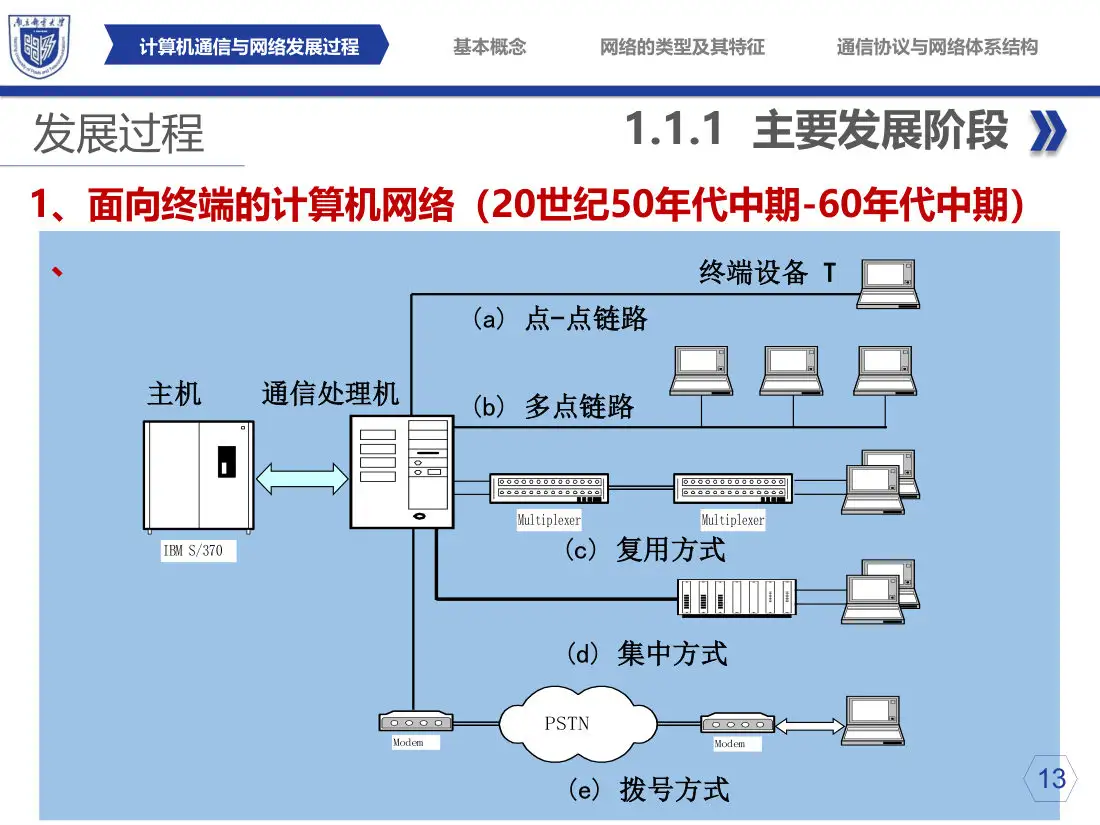 计算机通信与网络发展过程
基本概念
网络的类型及其特征
通信协议与网络体系结构
发展过程
1.1.1 主要发展阶段
1、面向终端的计算机网络（20世纪50年代中期-60年代中期）
、
终端设备 T
(a) 点-点链路
主机
通信处理机
(b) 多点链路
Multiplexer
Multiplexer
IBM S/370
(c) 复用方式
(d) 集中方式
PSTN
Modem
Modem
(e) 拨号方式
13